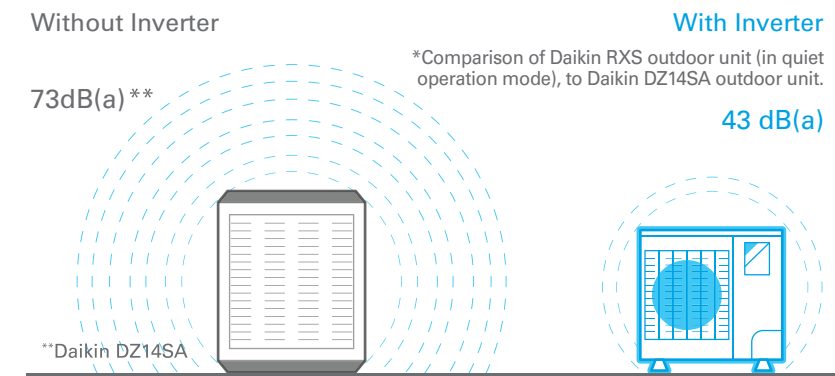 Without Inverter
With Inverter
*Comparison of Daikin RXS outdoor unit (in quiet
operation mode), to Daikin DZ14SA outdoor unit.
73dB(a)**
43 dB(a)
**Daikin DZ14SA